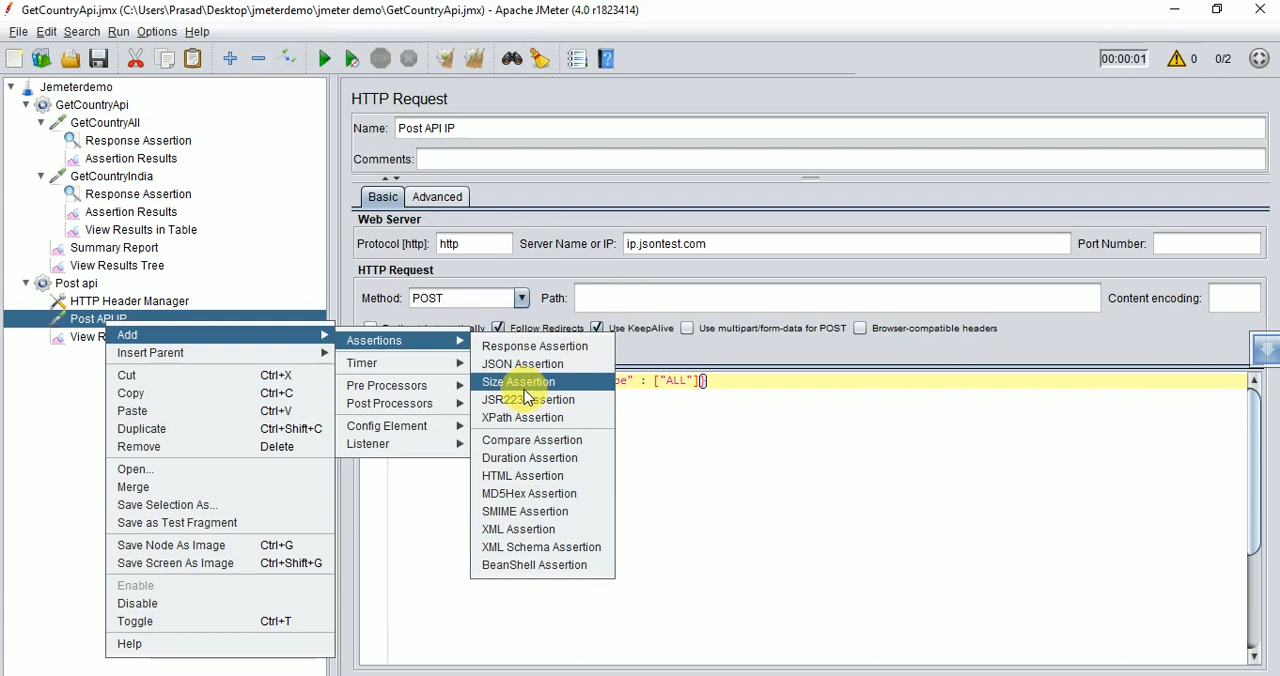 GetCountryApi.jmx (C:\Users\Prasad\Desktop\jmeterdemo\jmeter demo\GetCountryApi.jmx) - Apache JMeter (4.0 r1823414)
File Edit Search Run Options Help
00:00:01 0 0/2
Jemeterdemo
GetCountryApi
GetCountryAll
Response Assertion
Assertion Results
GetCountryIndia
Response Assertion
Assertion Results
View Results in Table
Summary Report
View Results Tree
Post api
HTTP Header Manager
Post API IP
View R
Add
Insert Parent
Cut Ctrl+X
Copy Ctrl+C
Paste Ctrl+V
Duplicate Ctrl+Shift+C
Remove Delete
Open...
Merge
Save Selection As...
Save as Test Fragment
Save Node As Image Ctrl+G
Save Screen As Image Ctrl+Shift+G
Enable
Disable
Toggle Ctrl+T
Help
Assertions
Timer
Pre Processors
Post Processors
Config Element
Listener
Response Assertion
JSON Assertion
Size Assertion
JSR223 Assertion
XPath Assertion
Compare Assertion
Duration Assertion
HTML Assertion
MD5Hex Assertion
SMIME Assertion
XML Assertion
XML Schema Assertion
BeanShell Assertion
HTTP Request
Name: Post API IP
Comments:
Basic Advanced
Web Server
Protocol [http]: http Server Name or IP: ip.jsontest.com Port Number:
HTTP Request
Method: POST Path: Content encoding:
Follow Redirects Use KeepAlive Use multipart/form-data for POST Browser-compatible headers
pe" : ["ALL"]}